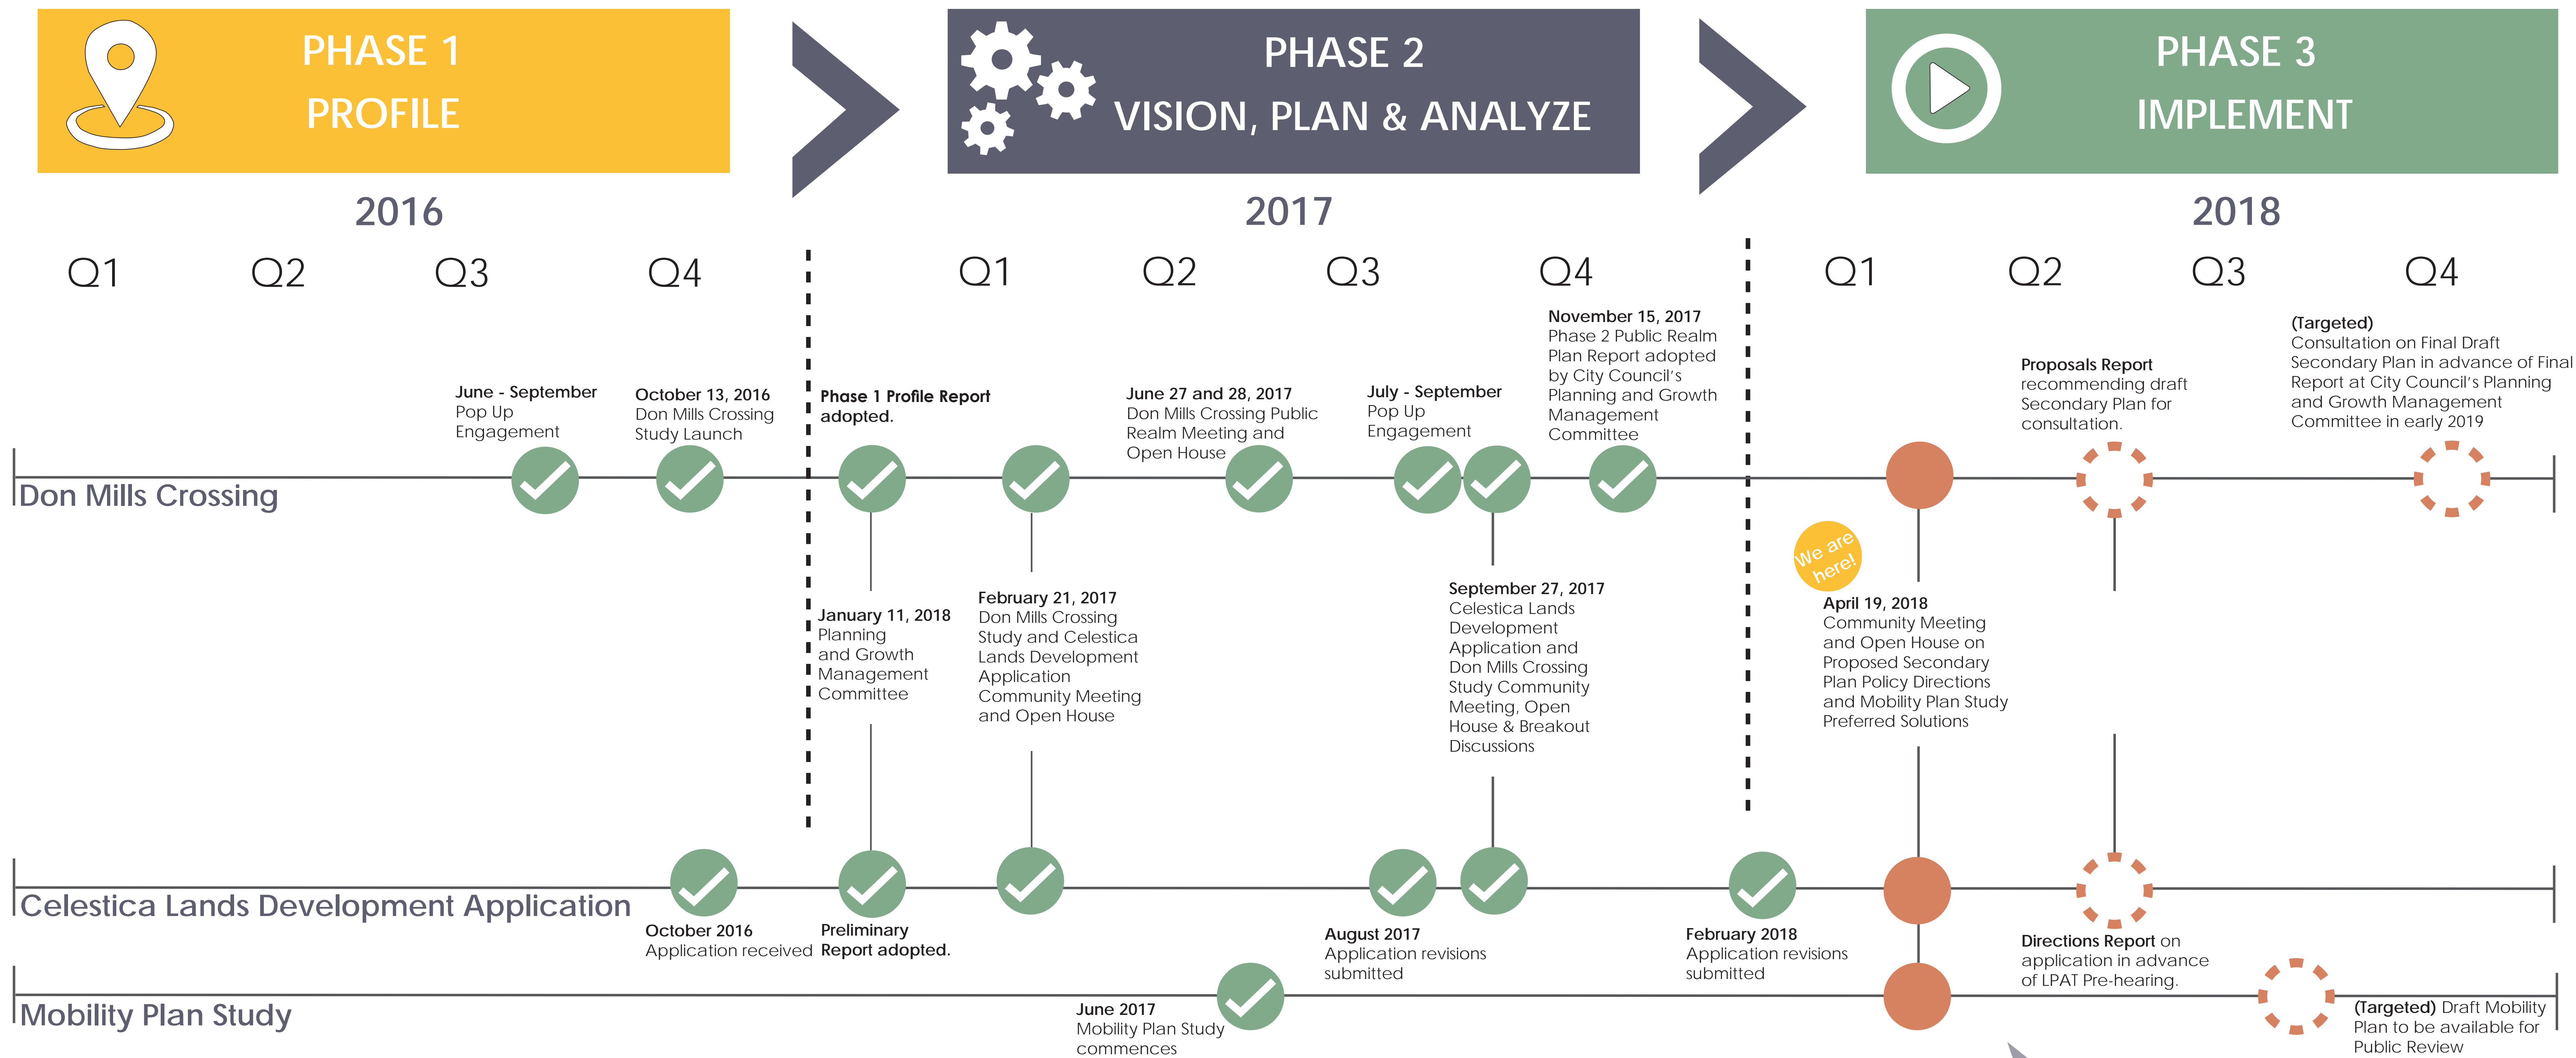 PHASE 1
PROFILE
PHASE 2
VISION, PLAN & ANALYZE
PHASE 3
IMPLEMENT
2016
2017
2018
Q1
Q2
Q3
Q4
Q1
Q2
Q3
Q4
Q1
Q2
Q3
Q4
June - September
Pop Up
Engagement
October 13, 2016
Don Mills Crossing
Study Launch
Phase 1 Profile Report
adopted.
June 27 and 28, 2017
Don Mills Crossing Public
Realm Meeting and
Open House
July - September
Pop Up
Engagement
November 15, 2017
Phase 2 Public Realm
Plan Report adopted
by City Council's
Planning and Growth
Management
Committee
Proposals Report
recommending draft
Secondary Plan for
consultation.
(Targeted)
Consultation on Final Draft
Secondary Plan in advance of Final
Report at City Council's Planning
and Growth Management
Committee in early 2019
Don Mills Crossing
We are
here!
January 11, 2018
Planning
and Growth
Management
Committee
February 21, 2017
Don Mills Crossing
Study and Celestica
Lands Development
Application
Community Meeting
and Open House
September 27, 2017
Celestica Lands
Development
Application and
Don Mills Crossing
Study Community
Meeting, Open
House & Breakout
Discussions
April 19, 2018
Community Meeting
and Open House on
Proposed Secondary
Plan Policy Directions
and Mobility Plan Study
Preferred Solutions
Celestica Lands Development Application
October 2016
Application received
Preliminary
Report adopted.
August 2017
Application revisions
submitted
February 2018
Application revisions
submitted
Directions Report on
application in advance
of LPAT Pre-hearing.
Mobility Plan Study
June 2017
Mobility Plan Study
commences
(Targeted) Draft Mobility
Plan to be available for
Public Review